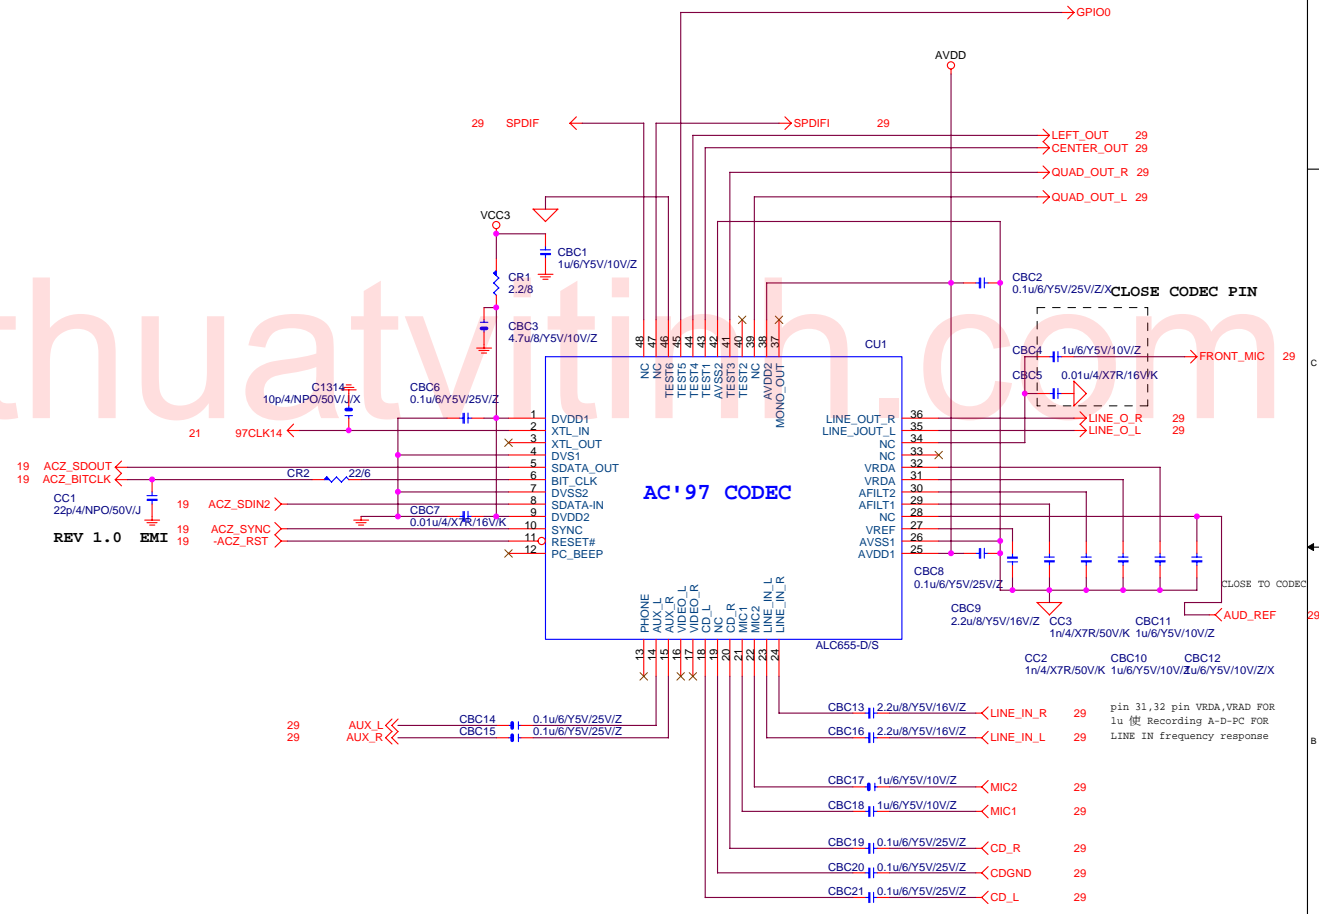 GPIO0
AVDD
29 SPDIF
SPDIFI 29
LEFT_OUT 29
CENTER_OUT 29
QUAD_OUT_R 29
QUAD_OUT_L 29
VCC3
CBC1
1u/6/Y5V/10V/Z
CR1
2.2/8
CBC3
4.7u/8/Y5V/10V/Z
CBC2
0.1u/6/Y5V/25V/Z/X
CLOSE CODEC PIN
thuatvitinh.com
48 47 46 45 44 43 42 41 40 39 38 37
CU1
CBC4 1u/6/Y5V/10V/Z
FRONT_MIC 29
CBC5 0.01u/4/X7R/16V/K
NC NC TEST6 TEST5 TEST4 TEST1 AVSS2 TEST3 TEST2 NC AVDD2 MONO_OUT
C1314
10p/4/NPO/50V/J/X
CBC6
0.1u/6/Y5V/25V/Z
21 97CLK14
1 DVDD1
2 XTL_IN
3 XTL_OUT
4 DVS1
5 SDATA_OUT
6 BIT_CLK
7 DVSS2
8 SDATA-IN
9 DVDD2
10 SYNC
11 RESET#
12 PC_BEEP
LINE_OUT_R 36
LINE_JOUT_L 35
NC 34
NC 33
VRDA 32
VRDA 31
AFILT2 30
AFILT1 29
NC 28
VREF 27
AVSS1 26
AVDD1 25
LINE_O_R 29
LINE_O_L 29
19 ACZ_SDOUT
19 ACZ_BITCLK
CR2 22/6
AC'97 CODEC
CC1
22p/4/NPO/50V/J
19 ACZ_SDIN2
CBC7
0.01u/4/X7R/16V/K
19 ACZ_SYNC
REV 1.0 EMI
19 -ACZ_RST
CBC8
0.1u/6/Y5V/25V/Z
CLOSE TO CODEC
PHONE AUX_L AUX_R VIDEO_L VIDEO_R CD_L NC CD_R MIC1 MIC2 LINE_IN_L LINE_IN_R
13 14 15 16 17 18 19 20 21 22 23 24
ALC655-D/S
CBC9
2.2u/8/Y5V/16V/Z
CC3
1n/4/X7R/50V/K
CBC11
1u/6/Y5V/10V/Z
AUD_REF 29
CC2
1n/4/X7R/50V/K
CBC10
1u/6/Y5V/10V/Z
CBC12
1u/6/Y5V/10V/Z/X
29 AUX_L
CBC14 0.1u/6/Y5V/25V/Z
29 AUX_R
CBC15 0.1u/6/Y5V/25V/Z
CBC13 2.2u/8/Y5V/16V/Z LINE_IN_R 29
CBC16 2.2u/8/Y5V/16V/Z LINE_IN_L 29
pin 31,32 pin VRDA,VRAD FOR
1u 使 Recording A-D-PC FOR
LINE IN frequency response
CBC17 1u/6/Y5V/10V/Z MIC2 29
CBC18 1u/6/Y5V/10V/Z MIC1 29
CBC19 0.1u/6/Y5V/25V/Z CD_R 29
CBC20 0.1u/6/Y5V/25V/Z CDGND 29
CBC21 0.1u/6/Y5V/25V/Z CD_L 29
C
B